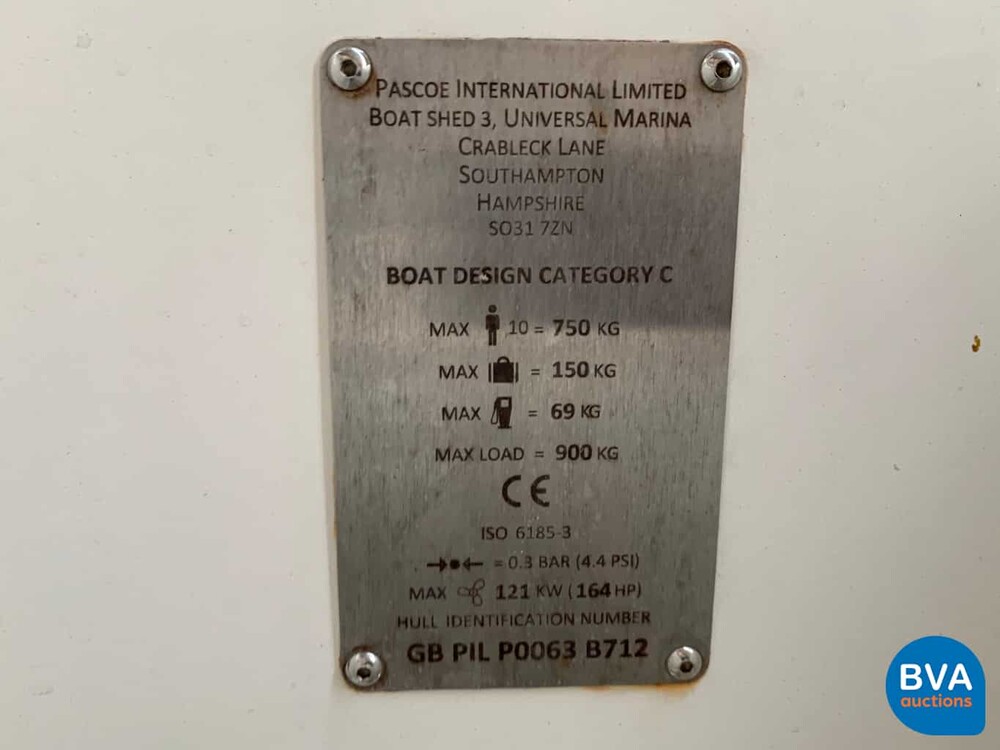 PASCOE INTERNATIONAL LIMITED
BOAT SHED 3, UNIVERSAL MARINA
CRABLECK LANE
SOUTHAMPTON
HAMPSHIRE
SO31 7ZN
BOAT DESIGN CATEGORY C
MAX 10 = 750 KG
MAX = 150 KG
MAX = 69 KG
MAX LOAD = 900 KG
CE
ISO 6185-3
= 0.3 BAR (4.4 PSI)
MAX 121 KW (164 HP)
HULL IDENTIFICATION NUMBER
GB PIL P0063 B712
BVA
auctions